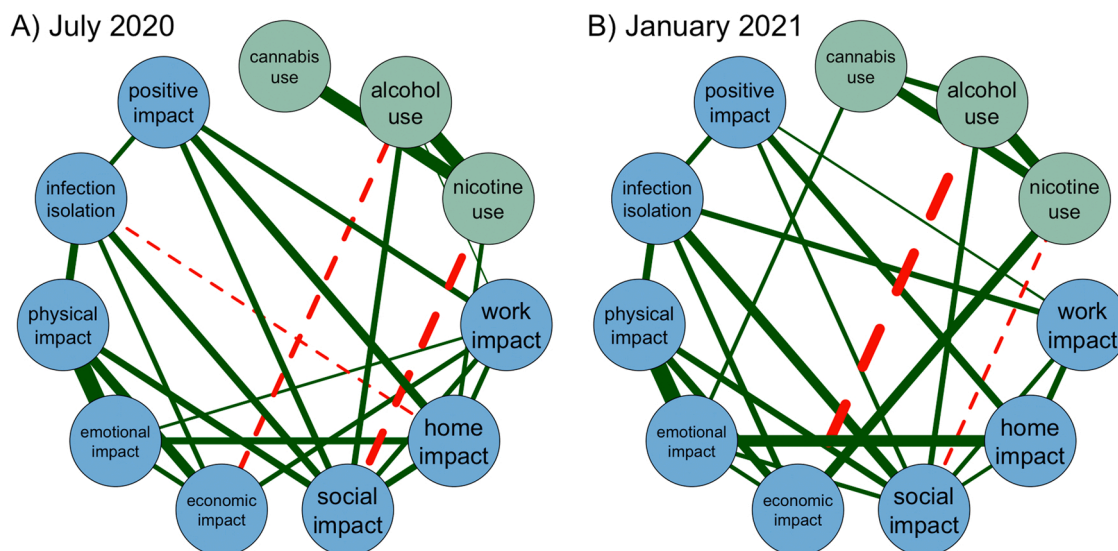 A) July 2020
cannabis
use
alcohol
use
nicotine
use
work
impact
home
impact
social
impact
economic
impact
emotional
impact
physical
impact
infection
isolation
positive
impact
B) January 2021
cannabis
use
alcohol
use
nicotine
use
work
impact
home
impact
social
impact
economic
impact
emotional
impact
physical
impact
infection
isolation
positive
impact